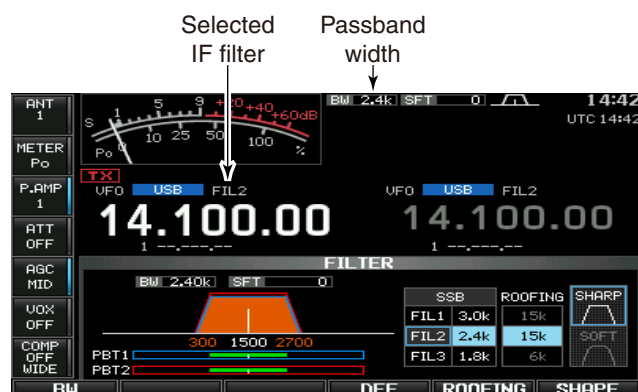 Selected
IF filter
Passband
width
ANT
1
METER
Po
P.AMP
1
ATT
OFF
AGC
MID
VOX
OFF
COMP
OFF
WIDE
S 1 5 9 +20 +40 +60dB
Po 0 10 25 50 100 %
BW 2.4k SFT 0
14:42
UTC 14:42
TX
VFO USB FIL2
14.100.00
1 --.---.--
VFO USB FIL2
14.100.00
1 --.---.--
FILTER
BW 2.40k SFT 0
300 1500 2700
PBT1
PBT2
SSB ROOFING
FIL1 3.0k 15k
FIL2 2.4k 15k
FIL3 1.8k 6k
SHARP
SOFT
BW DEF ROOFING SHAPE